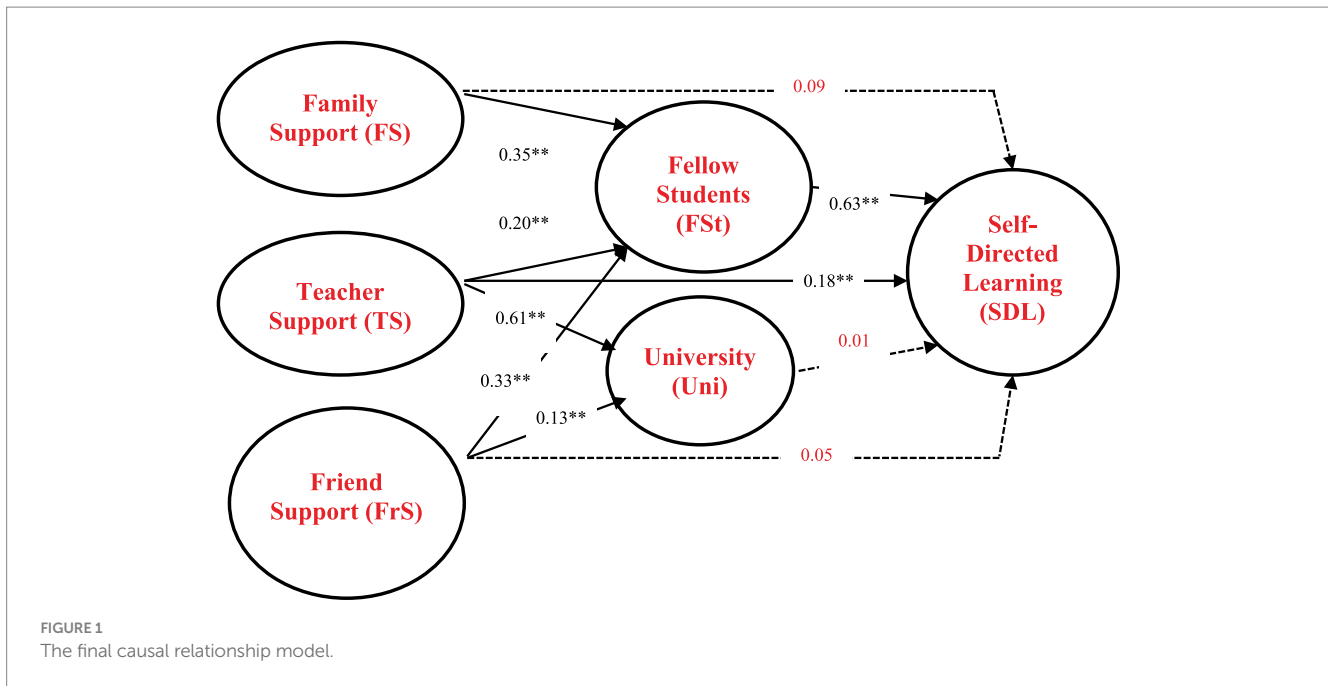 Family
Support (FS)
0.09
0.35**
Fellow
Students
(FSt)
0.63**
0.20**
Self-
Directed
Learning
(SDL)
Teacher
Support (TS)
0.18**
0.61**
University
(Uni)
0.01
0.33**
0.13**
0.05
Friend
Support (FrS)
FIGURE 1
The final causal relationship model.